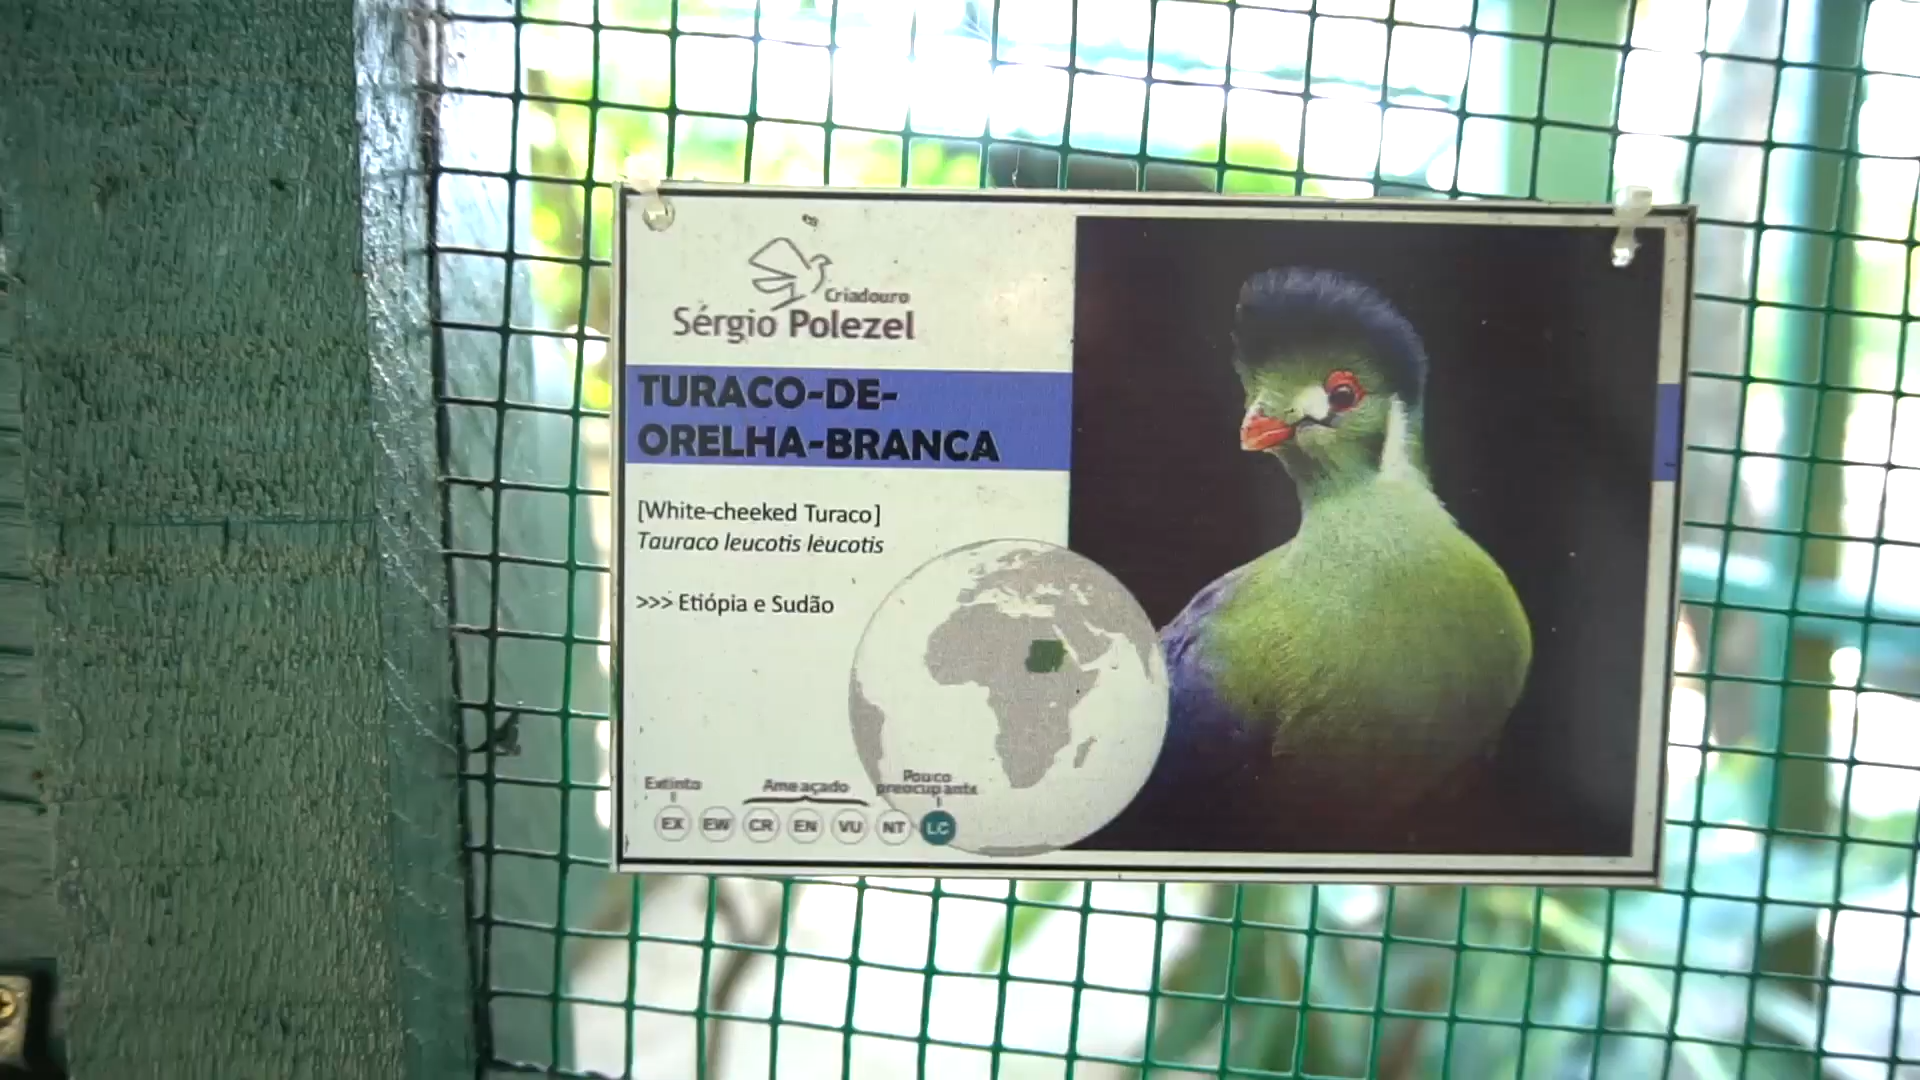 Criadouro
Sérgio Polezel
TURACO-DE-
ORELHA-BRANCA
[White-cheeked Turaco]
Tauraco leucotis leucotis
>>> Etiópia e Sudão
Extinto Ameaçado Pouco
preocupante
EX EW CR EN VU NT LC